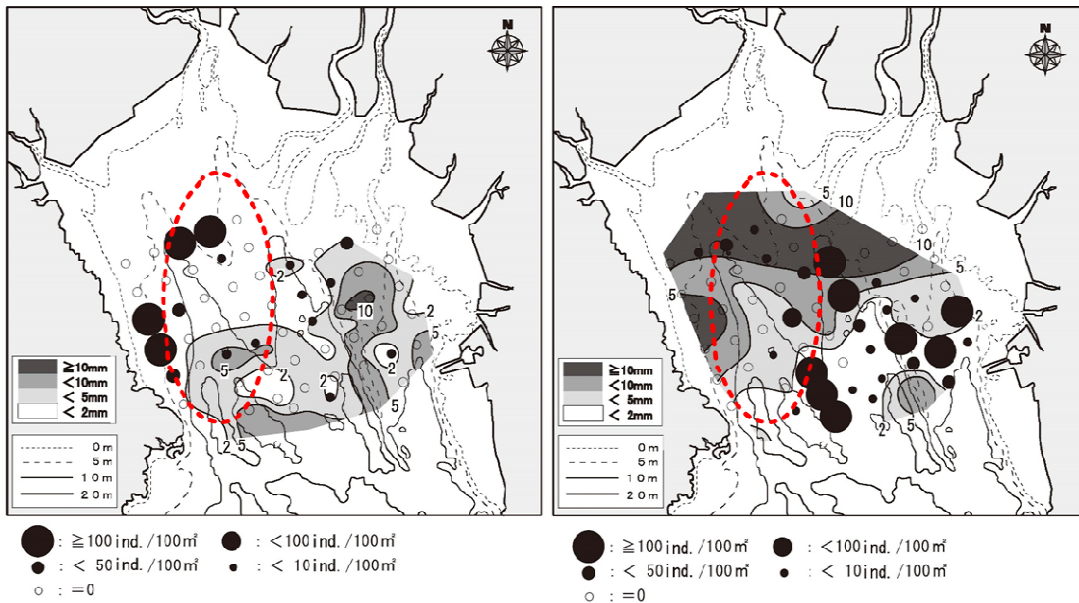 N
2
10
2
5
5
2
2
2
5
2
5
≧10mm
<10mm
< 5mm
< 2mm
0m
5m
10m
20m
N
5
10
10
5
5
2
2
5
≧10mm
<10mm
< 5mm
< 2mm
0m
5m
10m
20m
: ≧100ind./100㎡ : <100ind./100㎡
: < 50ind./100㎡ : < 10ind./100㎡
: =0
: ≧100ind./100㎡ : <100ind./100㎡
: < 50ind./100㎡ : < 10ind./100㎡
: =0